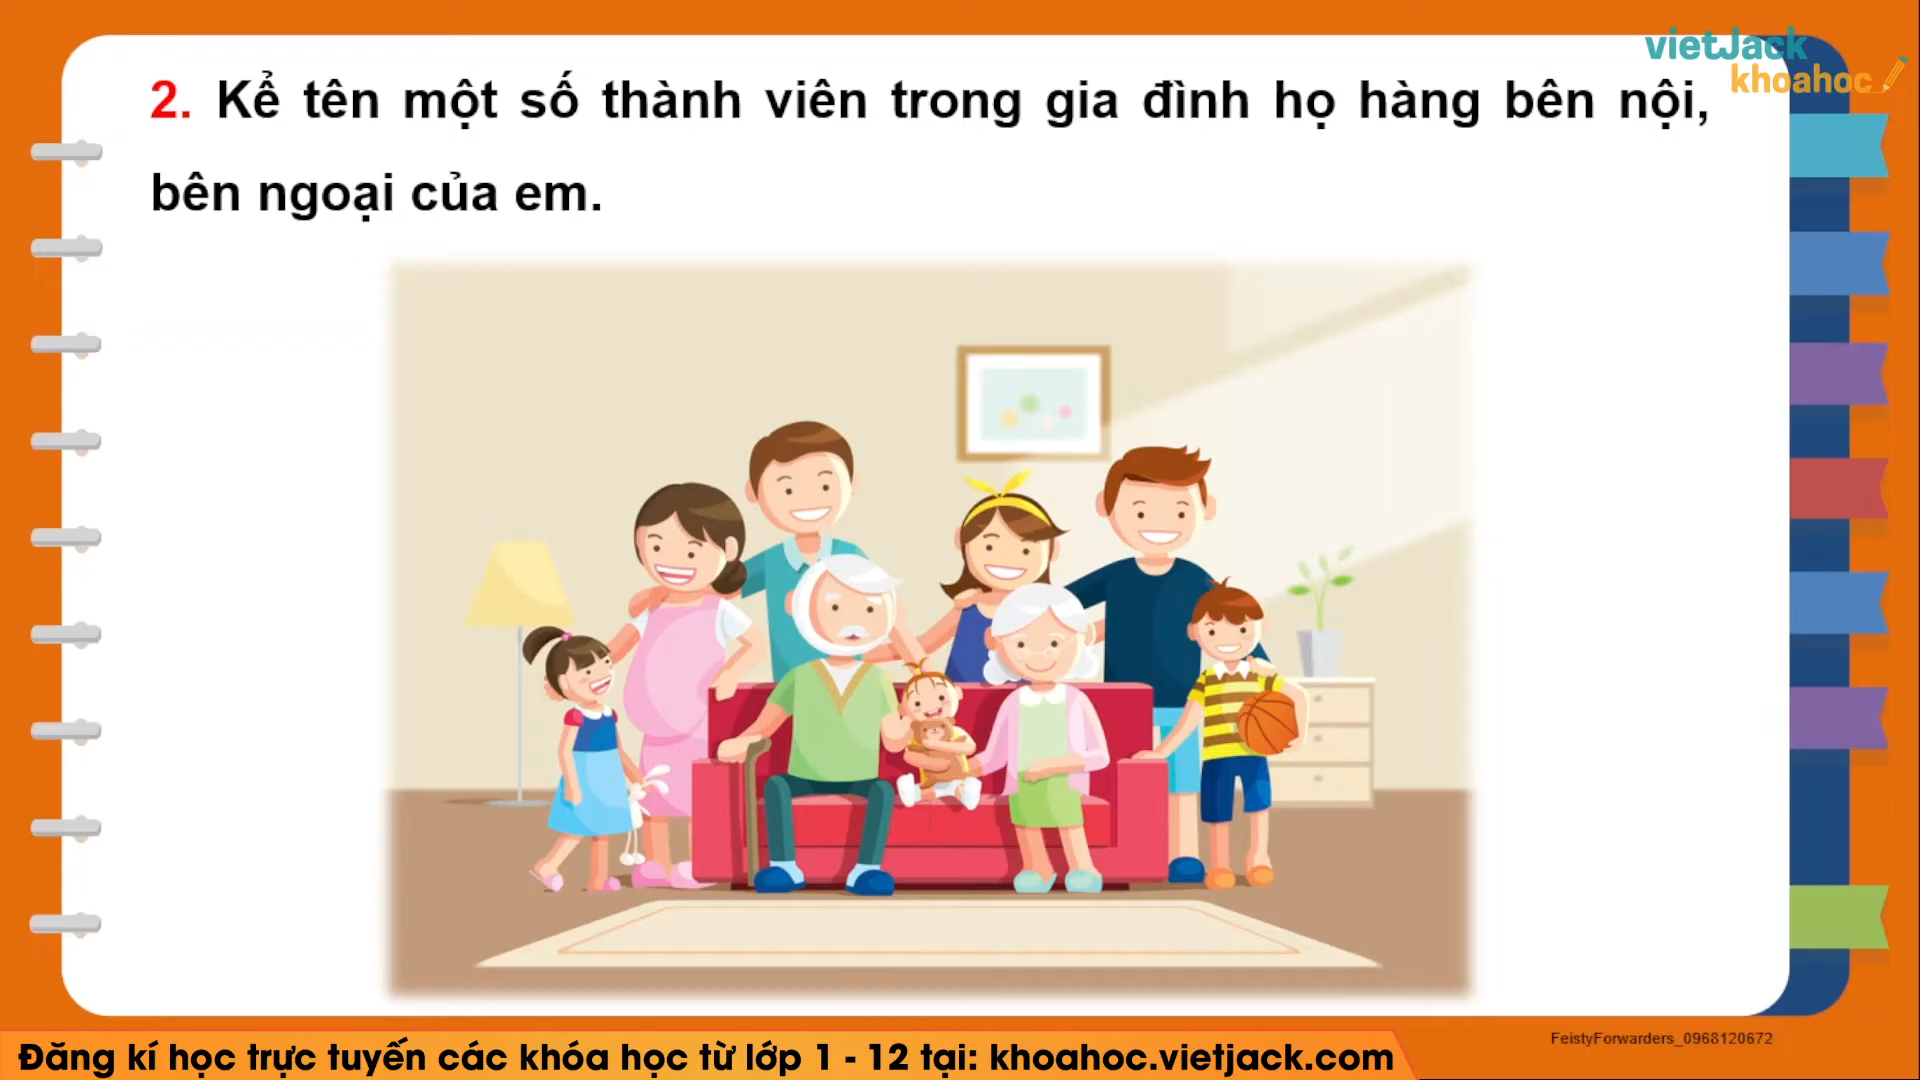 vietJack
khoahoc
2. Kể tên một số thành viên trong gia đình họ hàng bên nội,
bên ngoại của em.
FeistyForwarders_0968120672
Đăng kí học trực tuyến các khóa học từ lớp 1 - 12 tại: khoahoc.vietjack.com